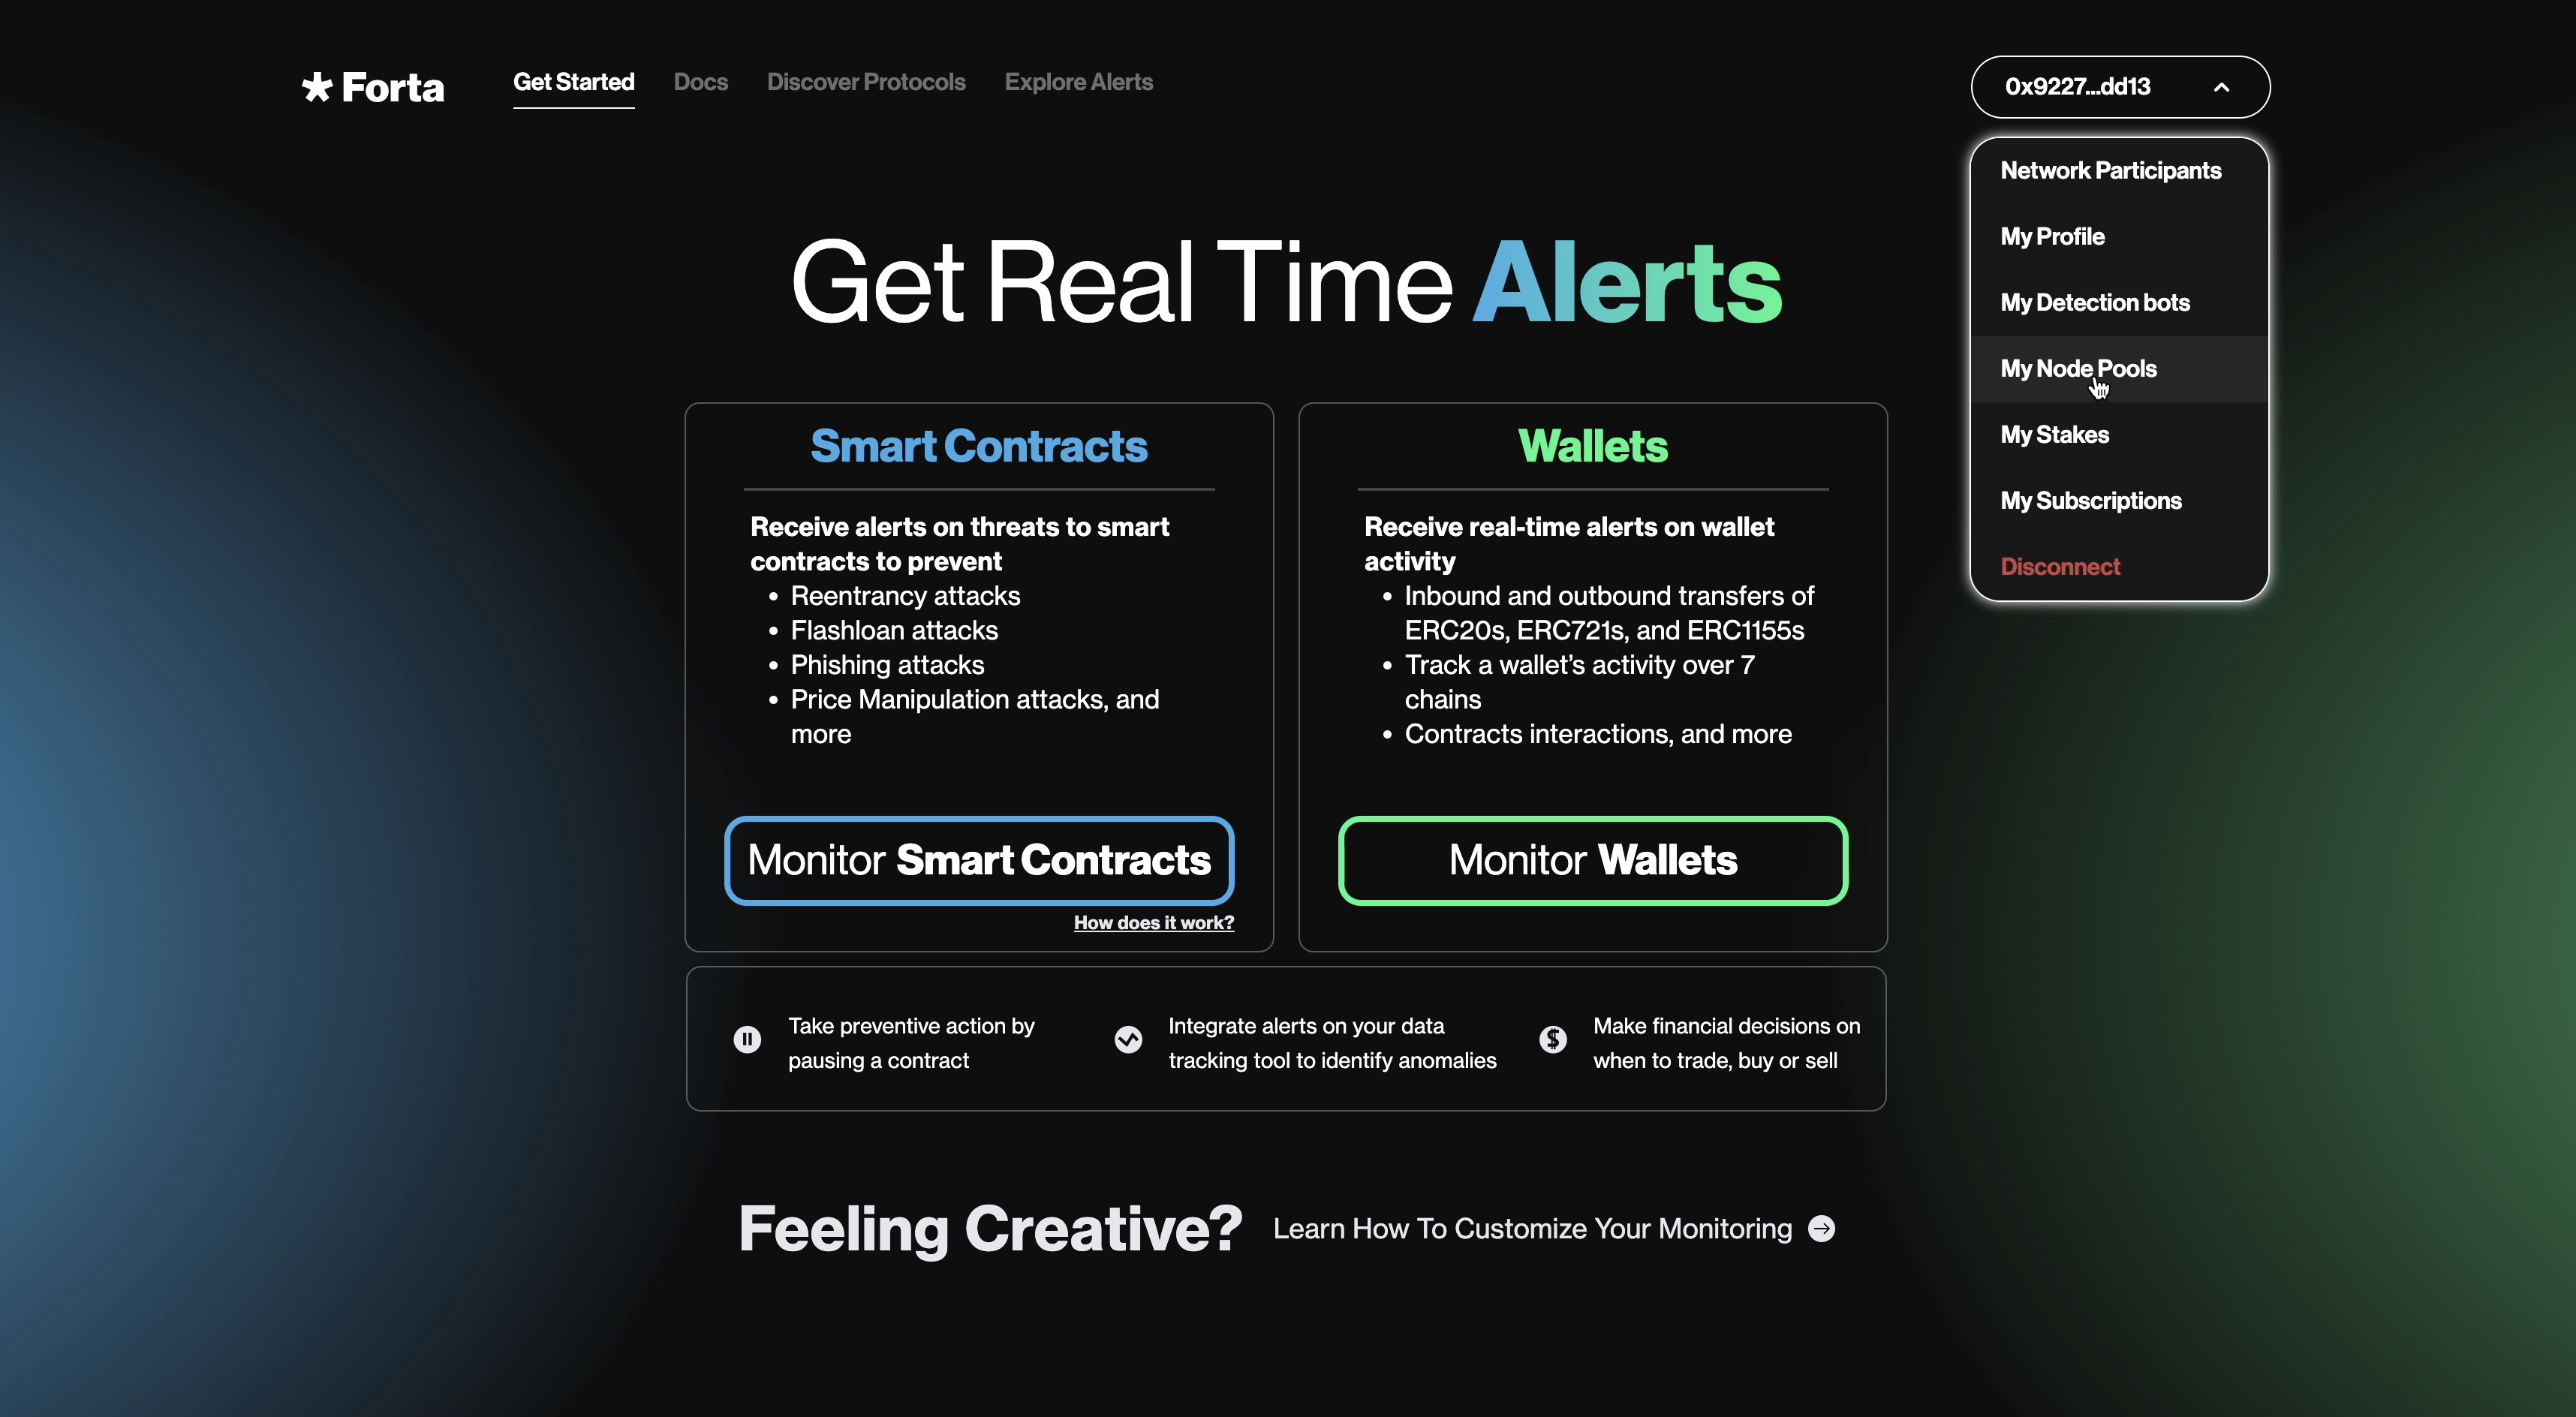 Forta
Get Started
Docs
Discover Protocols
Explore Alerts
0x9227...dd13
Network Participants
My Profile
My Detection bots
My Node Pools
My Stakes
My Subscriptions
Disconnect
Get Real Time Alerts
Smart Contracts
Receive alerts on threats to smart
contracts to prevent
• Reentrancy attacks
• Flashloan attacks
• Phishing attacks
• Price Manipulation attacks, and
more
Monitor Smart Contracts
How does it work?
Wallets
Receive real-time alerts on wallet
activity
• Inbound and outbound transfers of
ERC20s, ERC721s, and ERC1155s
• Track a wallet’s activity over 7
chains
• Contracts interactions, and more
Monitor Wallets
Take preventive action by
pausing a contract
Integrate alerts on your data
tracking tool to identify anomalies
Make financial decisions on
when to trade, buy or sell
Feeling Creative?
Learn How To Customize Your Monitoring